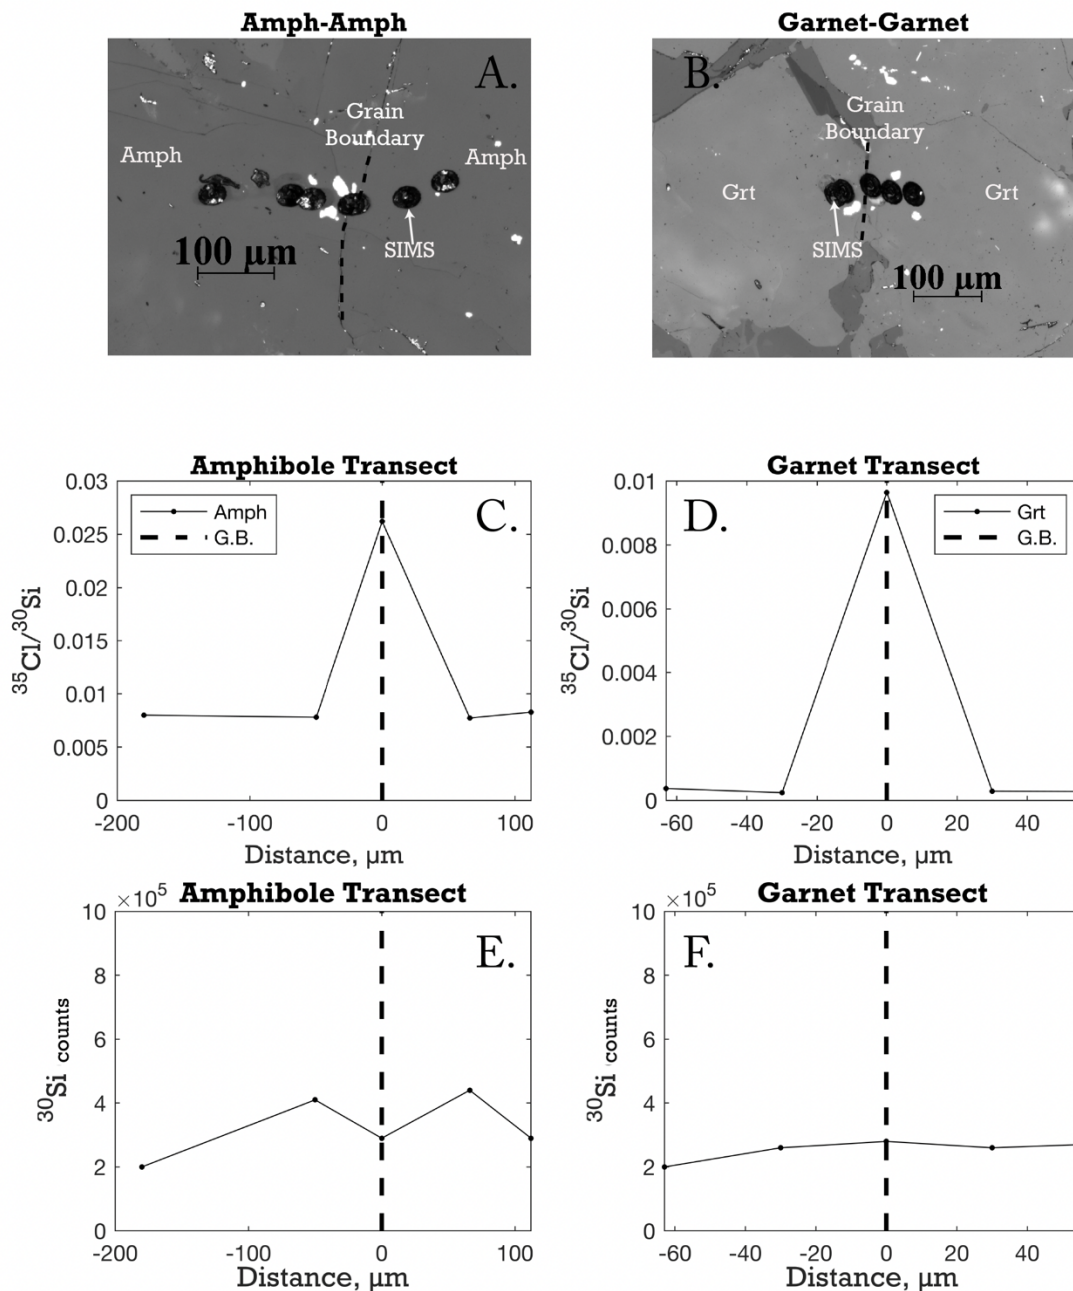 Amph-Amph
A.
Grain
Boundary
Amph
Amph
SIMS
100 µm
Garnet-Garnet
B.
Grain
Boundary
Grt
Grt
SIMS
100 µm
Amphibole Transect
C.
Amph
G.B.
0.03
0.025
0.02
0.015
0.01
0.005
0
³⁵Cl/³⁰Si
-200
-100
0
100
Distance, µm
Garnet Transect
D.
Grt
G.B.
0.01
0.008
0.006
0.004
0.002
0
³⁵Cl/³⁰Si
-60
-40
-20
0
20
40
Distance, µm
×10⁵
Amphibole Transect
E.
10
8
6
4
2
0
³⁰Si counts
-200
-100
0
100
Distance, µm
×10⁵
Garnet Transect
F.
10
8
6
4
2
0
³⁰Si counts
-60
-40
-20
0
20
40
Distance, µm